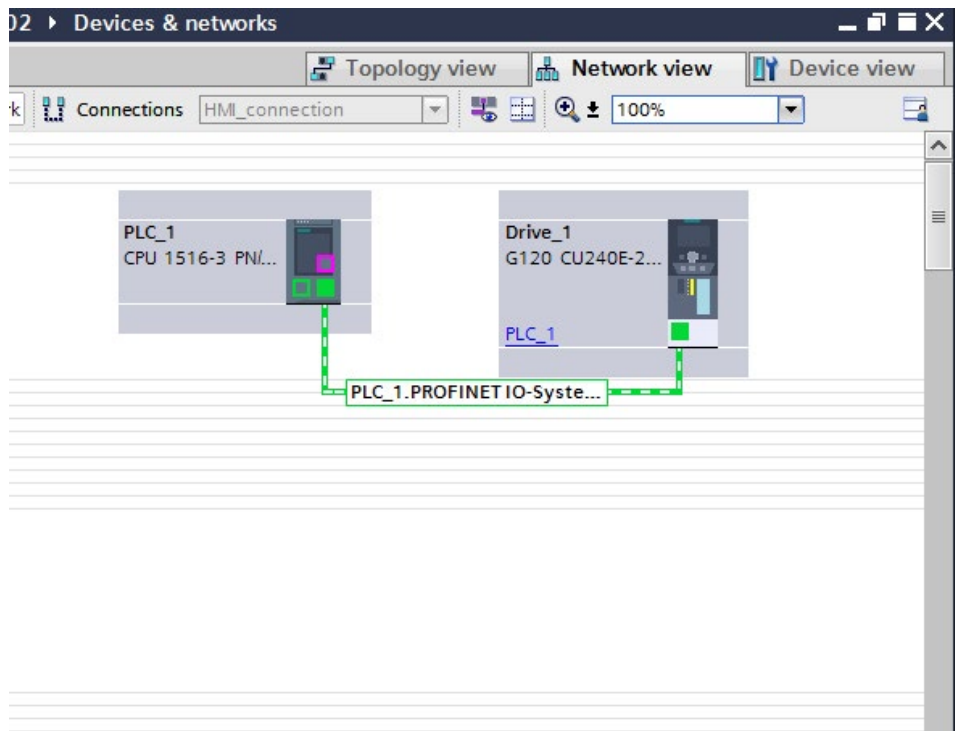 02 ▸ Devices & networks
Topology view Network view Device view
k Connections HMI_connection 100%
PLC_1
CPU 1516-3 PN/...
Drive_1
G120 CU240E-2...
PLC_1
PLC_1.PROFINET IO-Syste...